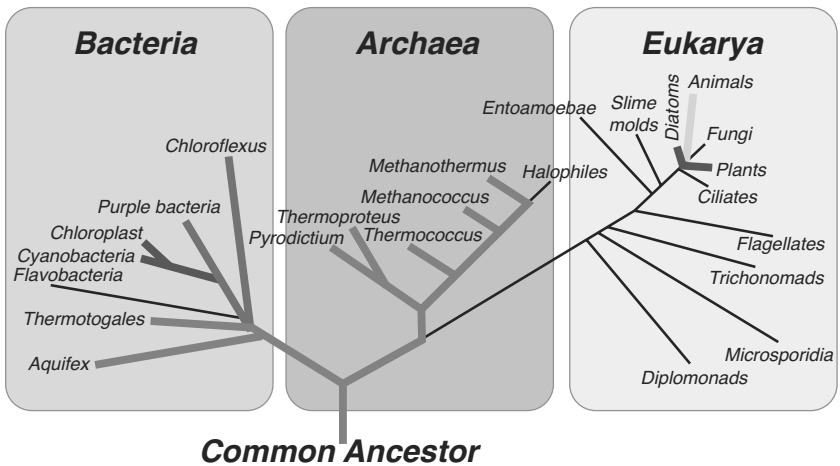 Bacteria
Archaea
Eukarya
Chloroflexus
Purple bacteria
Chloroplast
Cyanobacteria
Flavobacteria
Thermotogales
Aquifex
Methanothermus
Halophiles
Methanococcus
Thermoproteus
Pyrodictium
Thermococcus
Entoamoebae
Slime
molds
Diatoms
Animals
Fungi
Plants
Ciliates
Flagellates
Trichonomads
Microsporidia
Diplomonads
Common Ancestor